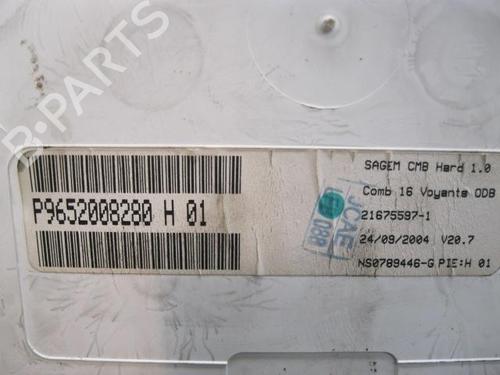 B-PARTS
P9652008280 H 01
SAGEM CMB Hard 1.0
Comb 16 Voyants ODB
21675597-1
24/09/2004 V20.7
NS0789446-G PIE:H 01
JCAE
088